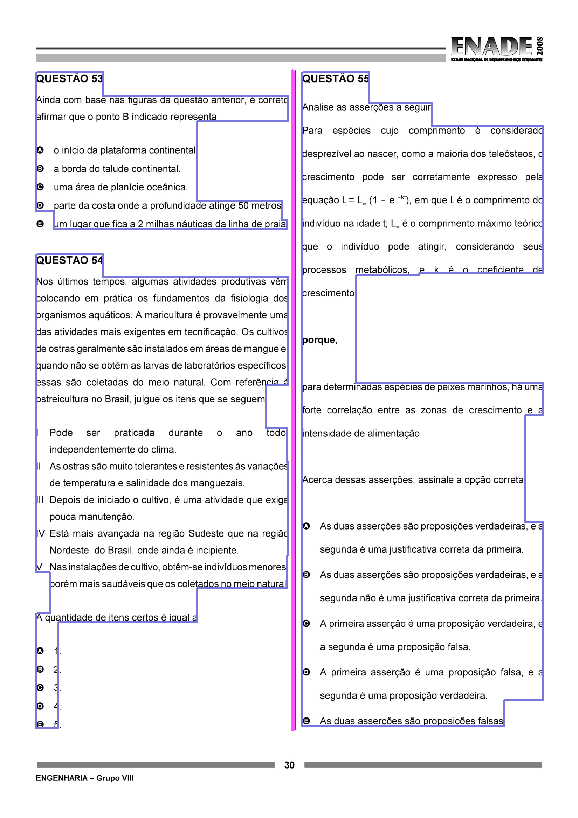 ENADE 2008
EXAME NACIONAL DE DESEMPENHO DOS ESTUDANTES
QUESTÃO 53
Ainda com base nas figuras da questão anterior, é correto
afirmar que o ponto B indicado representa
A o início da plataforma continental.
B a borda do talude continental.
C uma área de planície oceânica.
D parte da costa onde a profundidade atinge 50 metros.
E um lugar que fica a 2 milhas náuticas da linha de praia.
QUESTÃO 54
Nos últimos tempos, algumas atividades produtivas vêm
colocando em prática os fundamentos da fisiologia dos
organismos aquáticos. A maricultura é provavelmente uma
das atividades mais exigentes em tecnificação. Os cultivos
de ostras geralmente são instalados em áreas de mangue e,
quando não se obtêm as larvas de laboratórios específicos,
essas são coletadas do meio natural. Com referência à
ostreicultura no Brasil, julgue os itens que se seguem.
I Pode ser praticada durante o ano todo,
independentemente do clima.
II As ostras são muito tolerantes e resistentes às variações
de temperatura e salinidade dos manguezais.
III Depois de iniciado o cultivo, é uma atividade que exige
pouca manutenção.
IV Está mais avançada na região Sudeste que na região
Nordeste do Brasil, onde ainda é incipiente.
V Nas instalações de cultivo, obtêm-se indivíduos menores,
porém mais saudáveis que os coletados no meio natural.
A quantidade de itens certos é igual a
A 1.
B 2.
C 3.
D 4.
E 5.
QUESTÃO 55
Analise as asserções a seguir.
Para espécies cujo comprimento é considerado
desprezível ao nascer, como a maioria dos teleósteos, o
crescimento pode ser corretamente expresso pela
equação L = L∞ (1 – e –kt), em que L é o comprimento do
indivíduo na idade t; L∞ é o comprimento máximo teórico
que o indivíduo pode atingir, considerando seus
processos metabólicos, e k é o coeficiente de
crescimento
porque,
para determinadas espécies de peixes marinhos, há uma
forte correlação entre as zonas de crescimento e a
intensidade de alimentação.
Acerca dessas asserções, assinale a opção correta.
A As duas asserções são proposições verdadeiras, e a
segunda é uma justificativa correta da primeira.
B As duas asserções são proposições verdadeiras, e a
segunda não é uma justificativa correta da primeira.
C A primeira asserção é uma proposição verdadeira, e
a segunda é uma proposição falsa.
D A primeira asserção é uma proposição falsa, e a
segunda é uma proposição verdadeira.
E As duas asserções são proposições falsas.
30
ENGENHARIA – Grupo VIII